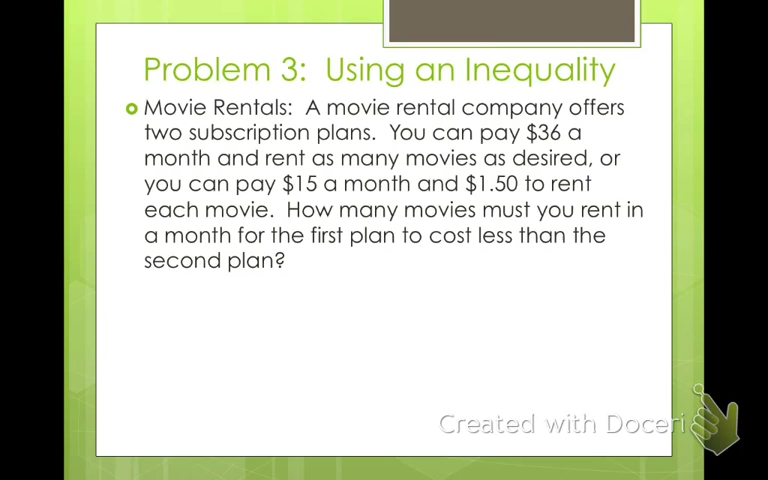 Problem 3: Using an Inequality
Movie Rentals: A movie rental company offers
two subscription plans. You can pay $36 a
month and rent as many movies as desired, or
you can pay $15 a month and $1.50 to rent
each movie. How many movies must you rent in
a month for the first plan to cost less than the
second plan?
Created with Doceri